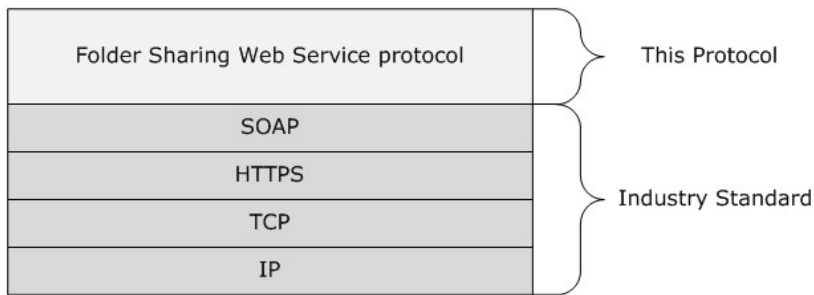 Folder Sharing Web Service protocol
This Protocol
SOAP
HTTPS
TCP
IP
Industry Standard